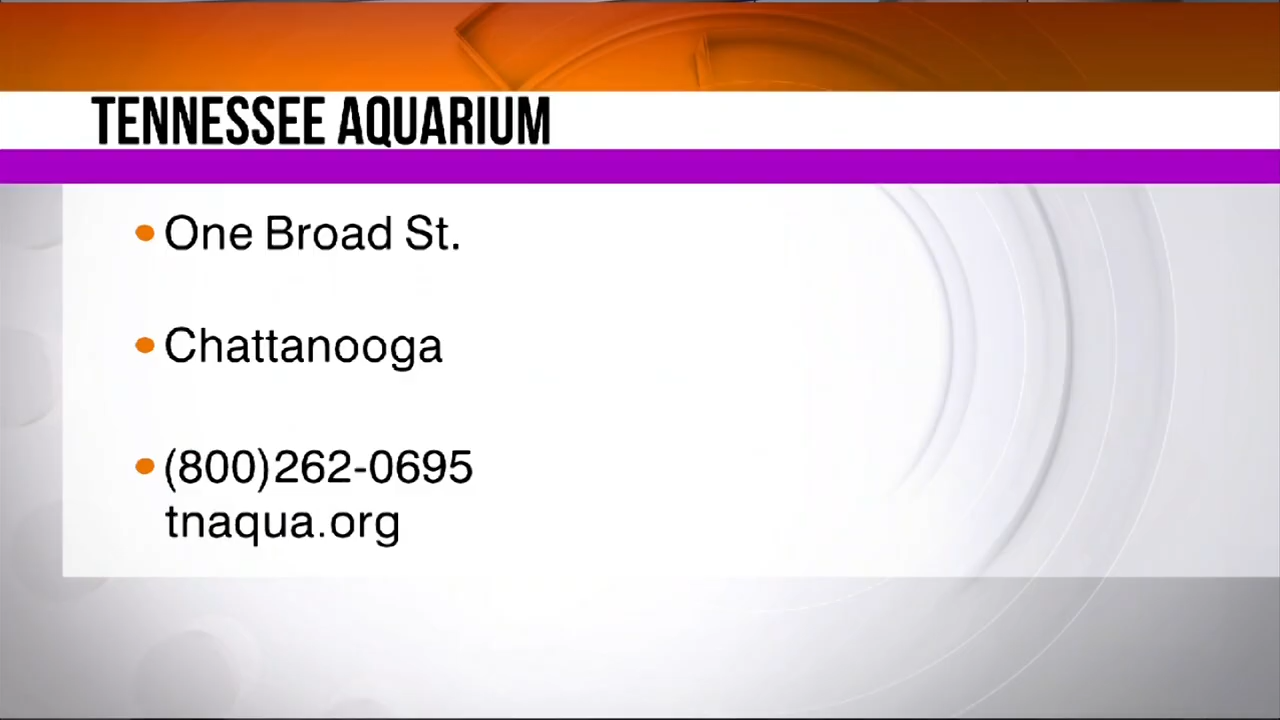 TENNESSEE AQUARIUM
• One Broad St.
• Chattanooga
• (800)262-0695
tnaqua.org